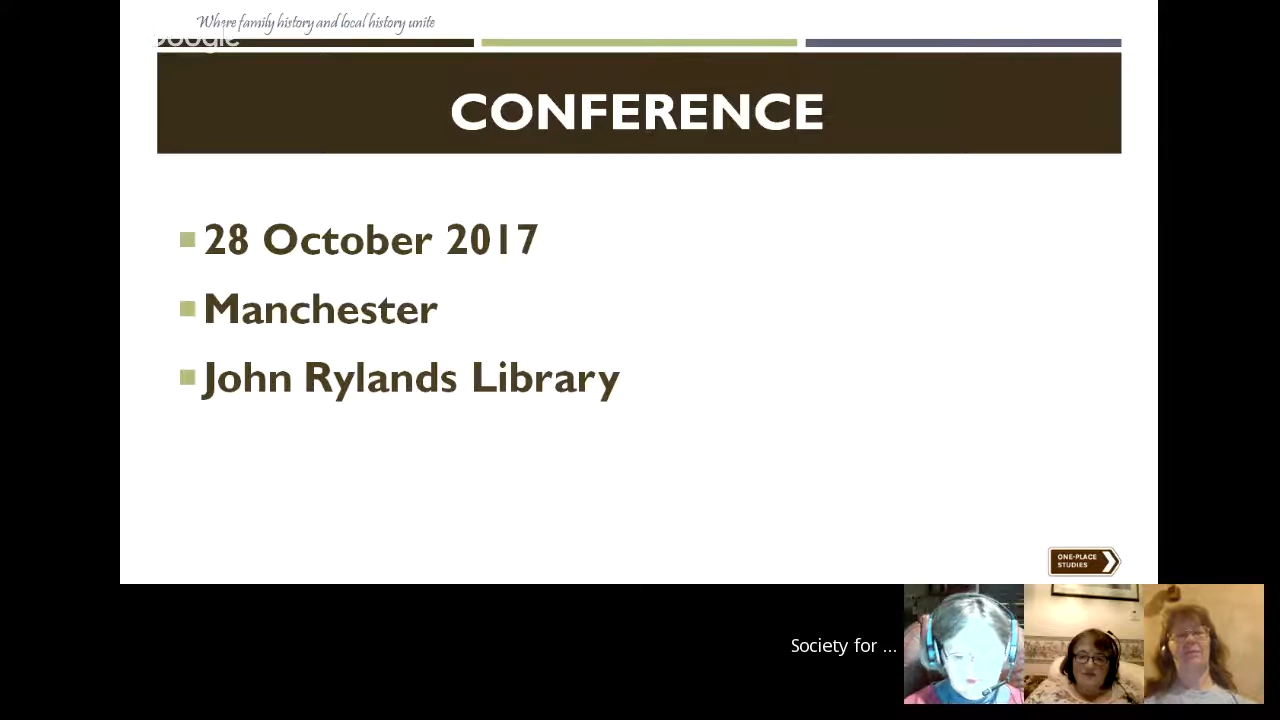 Where family history and local history unite
Google
CONFERENCE
28 October 2017
Manchester
John Rylands Library
ONE-PLACE
STUDIES
Society for ...